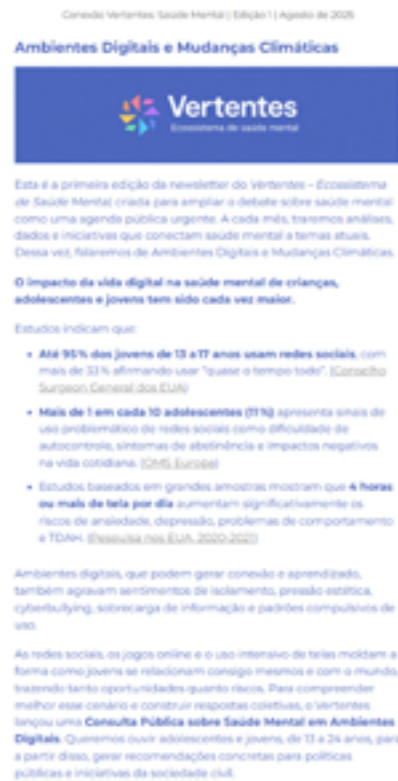 Conexão Vertentes: Saúde Mental | Edição 1 | Agosto de 2025
Ambientes Digitais e Mudanças Climáticas
Vertentes
Ecossistema de saúde mental
Esta é a primeira edição da newsletter do Vertentes – Ecossistema
de Saúde Mental, criada para ampliar o debate sobre saúde mental
como uma agenda pública urgente. A cada mês, traremos análises,
dados e iniciativas que conectam saúde mental a temas atuais.
Dessa vez, falaremos de Ambientes Digitais e Mudanças Climáticas.
O impacto da vida digital na saúde mental de crianças,
adolescentes e jovens tem sido cada vez maior.
Estudos indicam que:
• Até 95% dos jovens de 13 a 17 anos usam redes sociais, com
mais de 33% afirmando usar "quase o tempo todo". (Conselho
Surgeon General dos EUA)
• Mais de 1 em cada 10 adolescentes (11%) apresenta sinais de
uso problemático de redes sociais como dificuldade de
autocontrole, sintomas de abstinência e impactos negativos
na vida cotidiana. (OMS Europa)
• Estudos baseados em grandes amostras mostram que 4 horas
ou mais de tela por dia aumentam significativamente os
riscos de ansiedade, depressão, problemas de comportamento
e TDAH. (Pesquisa nos EUA, 2020-2021)
Ambientes digitais, que podem gerar conexão e aprendizado,
também agravam sentimentos de isolamento, pressão estética,
cyberbullying, sobrecarga de informação e padrões compulsivos de
uso.
As redes sociais, os jogos online e o uso intensivo de telas moldam a
forma como jovens se relacionam consigo mesmos e com o mundo,
trazendo tanto oportunidades quanto riscos. Para compreender
melhor esse cenário e construir respostas coletivas, o Vertentes
lançou uma Consulta Pública sobre Saúde Mental em Ambientes
Digitais. Queremos ouvir adolescentes e jovens, de 13 a 24 anos, para
a partir disso, gerar recomendações concretas para políticas
públicas e iniciativas da sociedade civil.